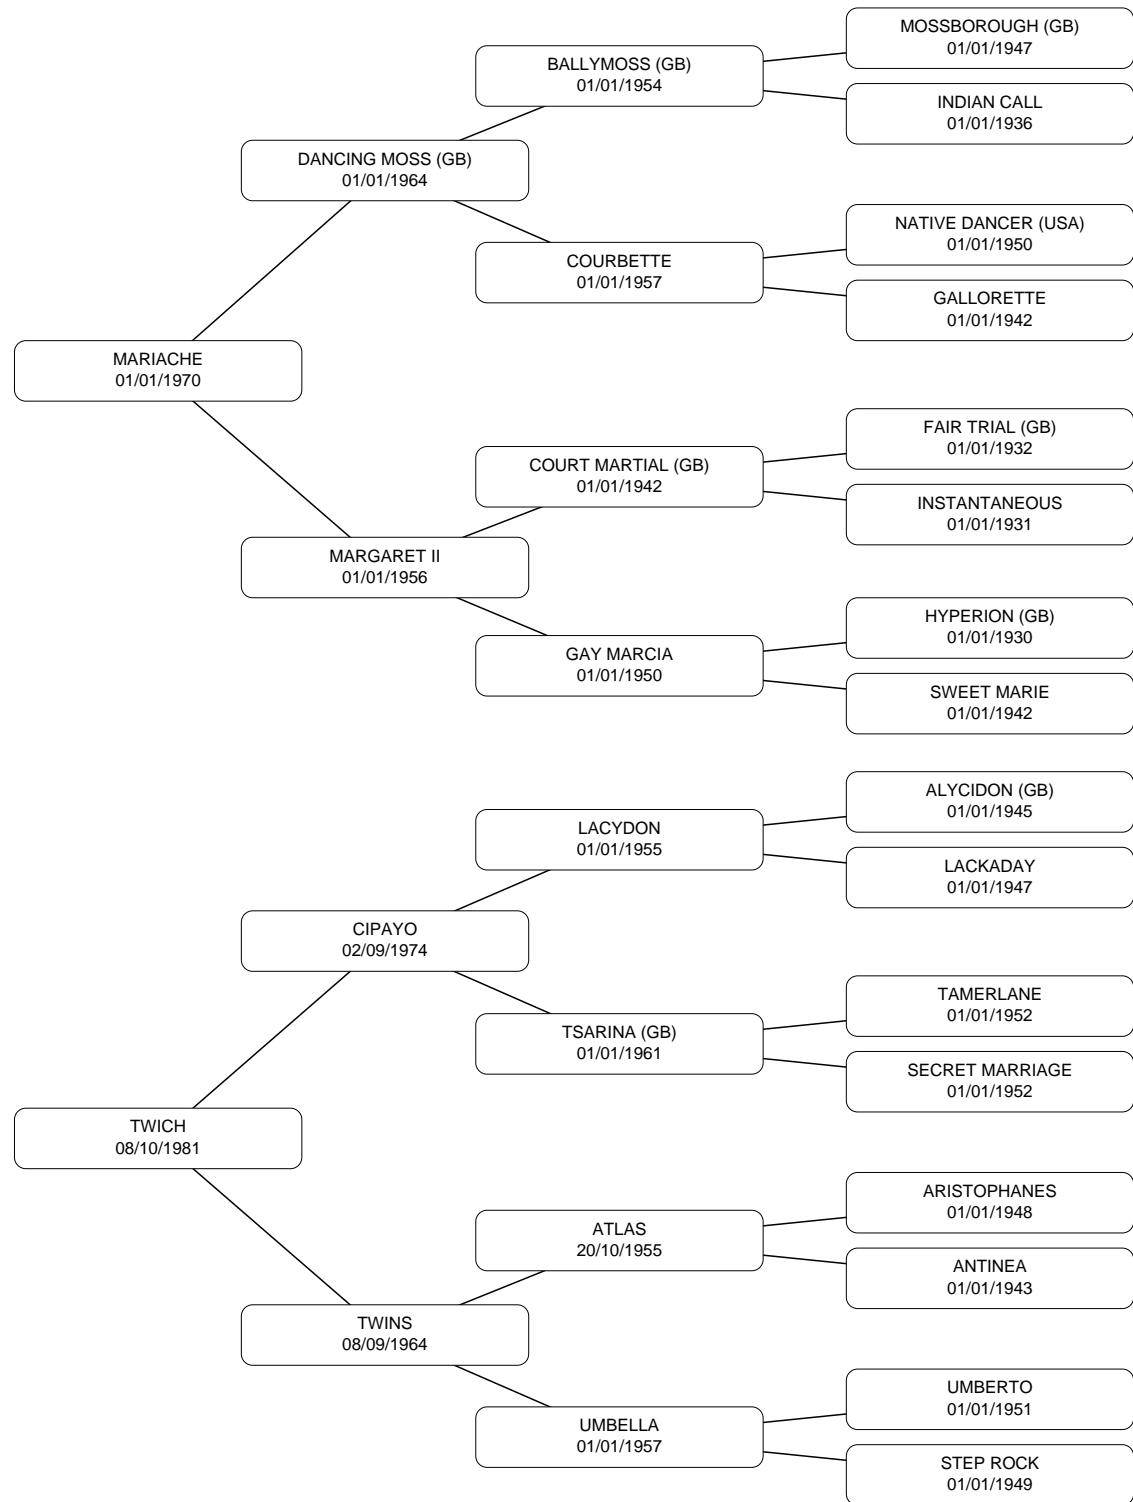 MOSSBOROUGH (GB)
01/01/1947
BALLYMOSS (GB)
01/01/1954
INDIAN CALL
01/01/1936
DANCING MOSS (GB)
01/01/1964
NATIVE DANCER (USA)
01/01/1950
COURBETTE
01/01/1957
GALLORETTE
01/01/1942
MARIACHE
01/01/1970
FAIR TRIAL (GB)
01/01/1932
COURT MARTIAL (GB)
01/01/1942
INSTANTANEOUS
01/01/1931
MARGARET II
01/01/1956
HYPERION (GB)
01/01/1930
GAY MARCIA
01/01/1950
SWEET MARIE
01/01/1942
ALYCIDON (GB)
01/01/1945
LACYDON
01/01/1955
LACKADAY
01/01/1947
CIPAYO
02/09/1974
TAMERLANE
01/01/1952
TSARINA (GB)
01/01/1961
SECRET MARRIAGE
01/01/1952
TWICH
08/10/1981
ARISTOPHANES
01/01/1948
ATLAS
20/10/1955
ANTINEA
01/01/1943
TWINS
08/09/1964
UMBERTO
01/01/1951
UMBELLA
01/01/1957
STEP ROCK
01/01/1949